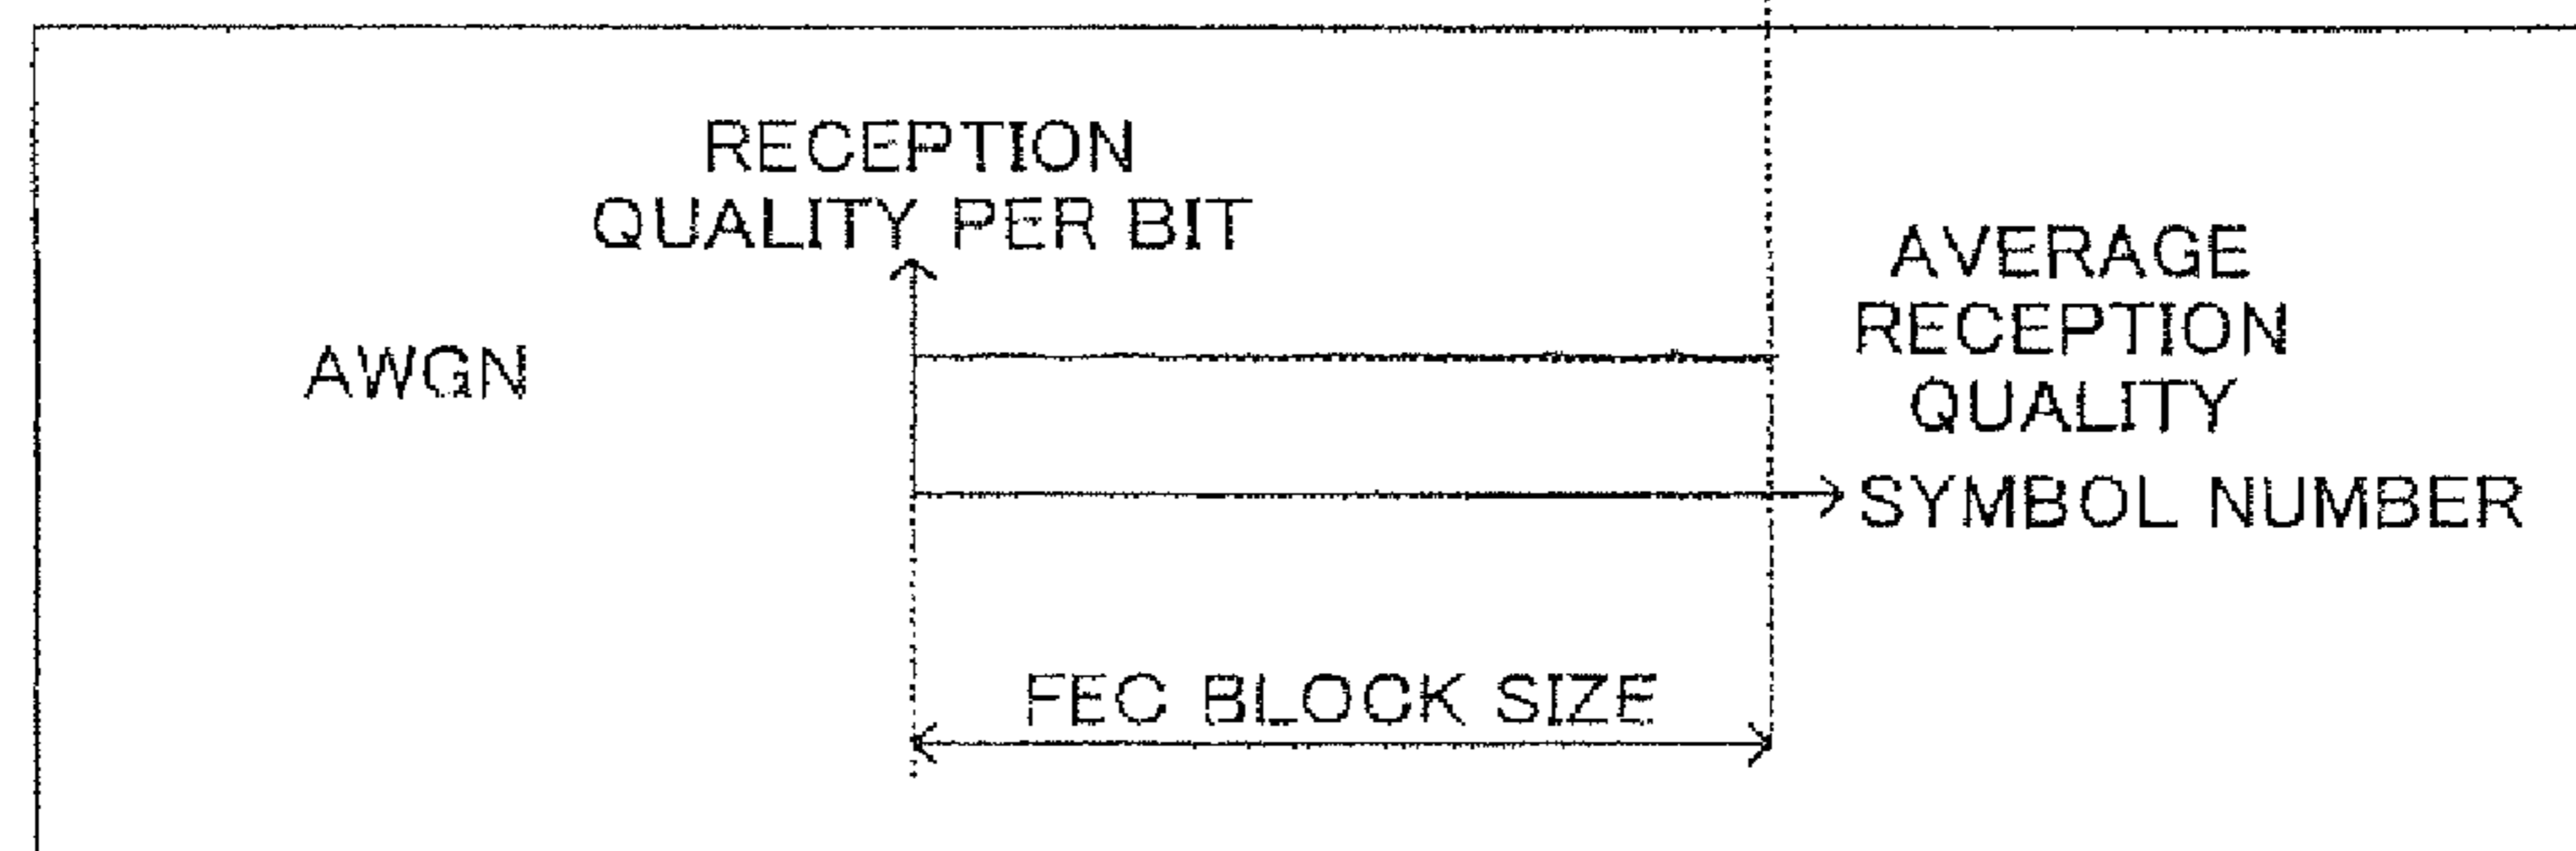 RECEPTION
QUALITY PER BIT
AWGN
AVERAGE
RECEPTION
QUALITY
SYMBOL NUMBER
FEC BLOCK SIZE